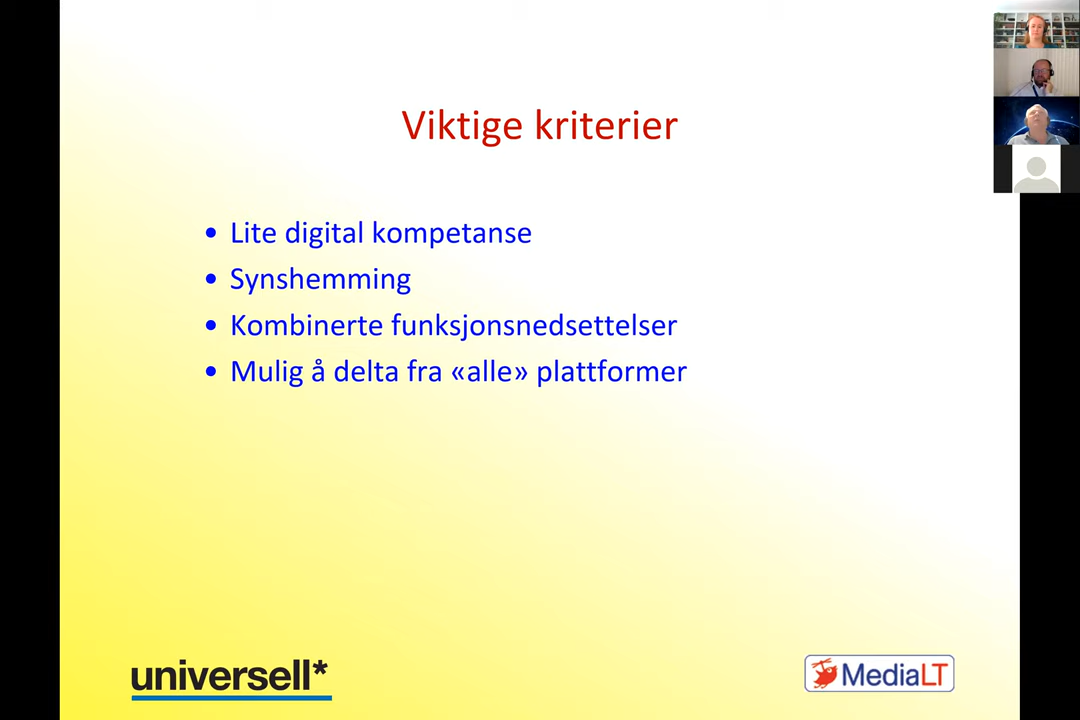 Viktige kriterier
• Lite digital kompetanse
• Synshemming
• Kombinerte funksjonsnedsettelser
• Mulig å delta fra «alle» plattformer
universell*
MediaLT